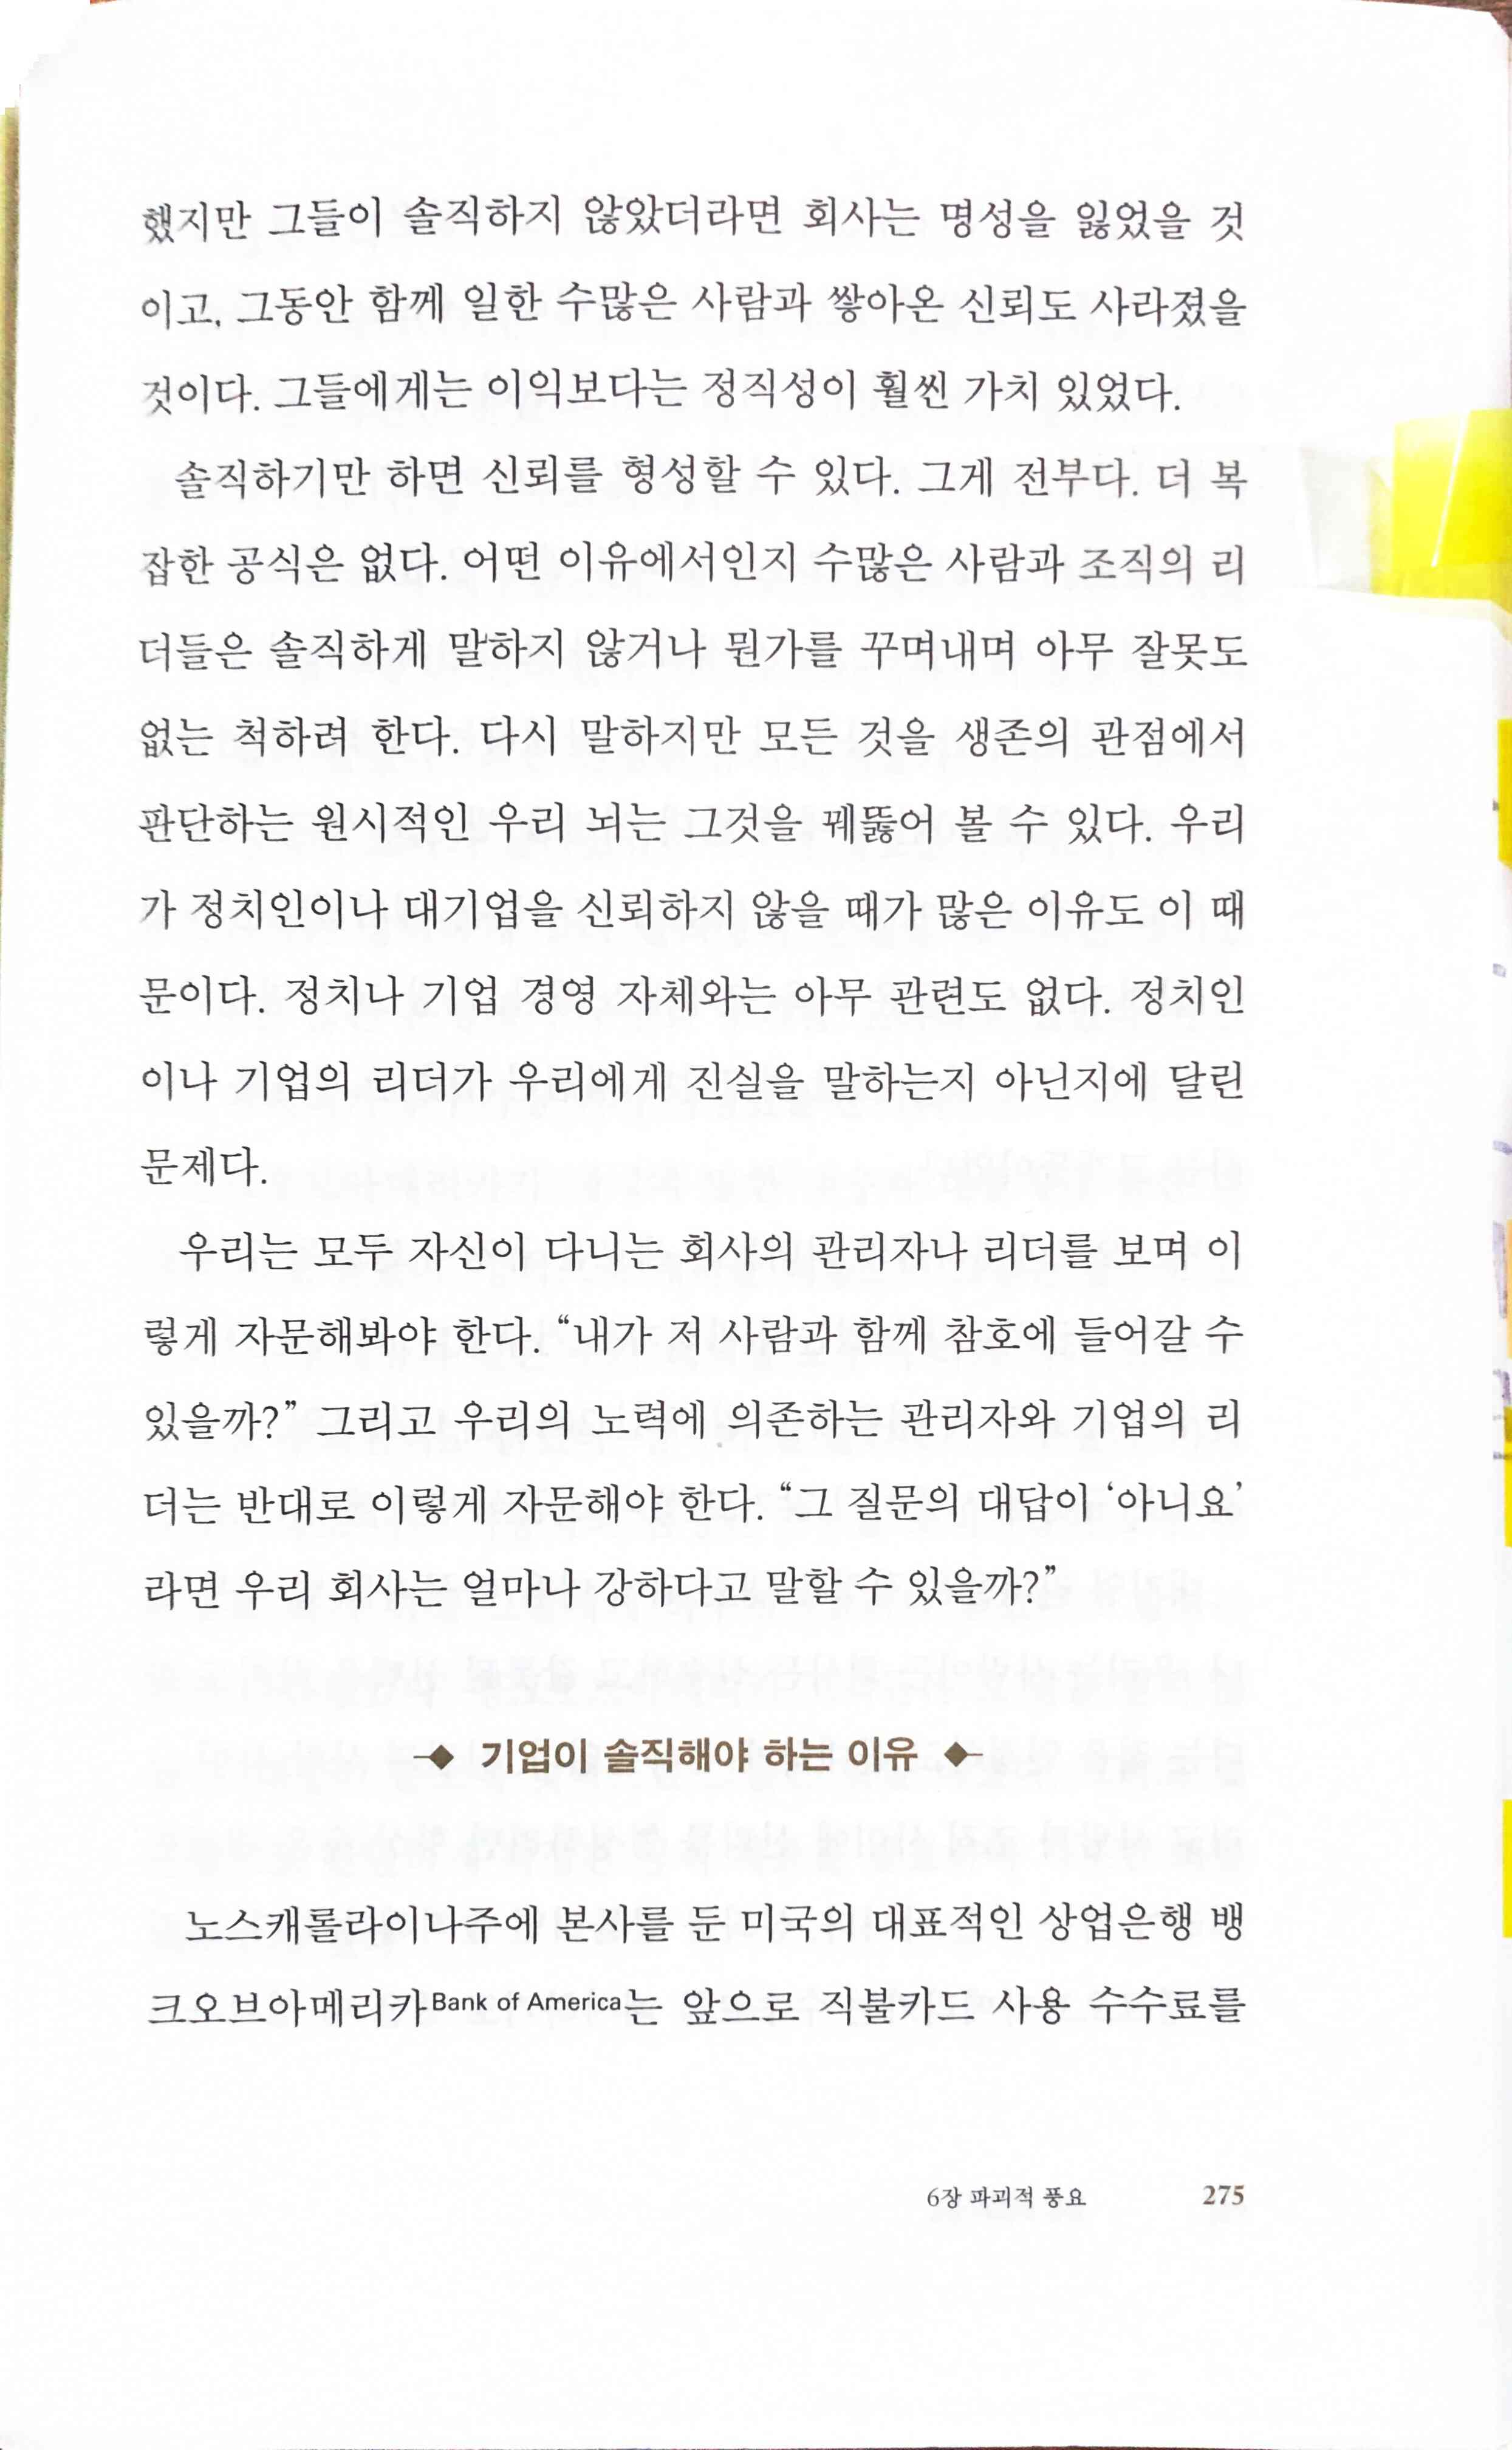 했지만 그들이 솔직하지 않았더라면 회사는 명성을 잃었을 것
이고, 그동안 함께 일한 수많은 사람과 쌓아온 신뢰도 사라졌을
것이다. 그들에게는 이익보다는 정직성이 훨씬 가치 있었다.
솔직하기만 하면 신뢰를 형성할 수 있다. 그게 전부다. 더 복
잡한 공식은 없다. 어떤 이유에서인지 수많은 사람과 조직의 리
더들은 솔직하게 말하지 않거나 뭔가를 꾸며내며 아무 잘못도
없는 척하려 한다. 다시 말하지만 모든 것을 생존의 관점에서
판단하는 원시적인 우리 뇌는 그것을 꿰뚫어 볼 수 있다. 우리
가 정치인이나 대기업을 신뢰하지 않을 때가 많은 이유도 이 때
문이다. 정치나 기업 경영 자체와는 아무 관련도 없다. 정치인
이나 기업의 리더가 우리에게 진실을 말하는지 아닌지에 달린
문제다.
우리는 모두 자신이 다니는 회사의 관리자나 리더를 보며 이
렇게 자문해봐야 한다. “내가 저 사람과 함께 참호에 들어갈 수
있을까?” 그리고 우리의 노력에 의존하는 관리자와 기업의 리
더는 반대로 이렇게 자문해야 한다. “그 질문의 대답이 ‘아니요’
라면 우리 회사는 얼마나 강하다고 말할 수 있을까?”
기업이 솔직해야 하는 이유
노스캐롤라이나주에 본사를 둔 미국의 대표적인 상업은행 뱅
크오브아메리카Bank of America는 앞으로 직불카드 사용 수수료를
6장 파괴적 풍요 275